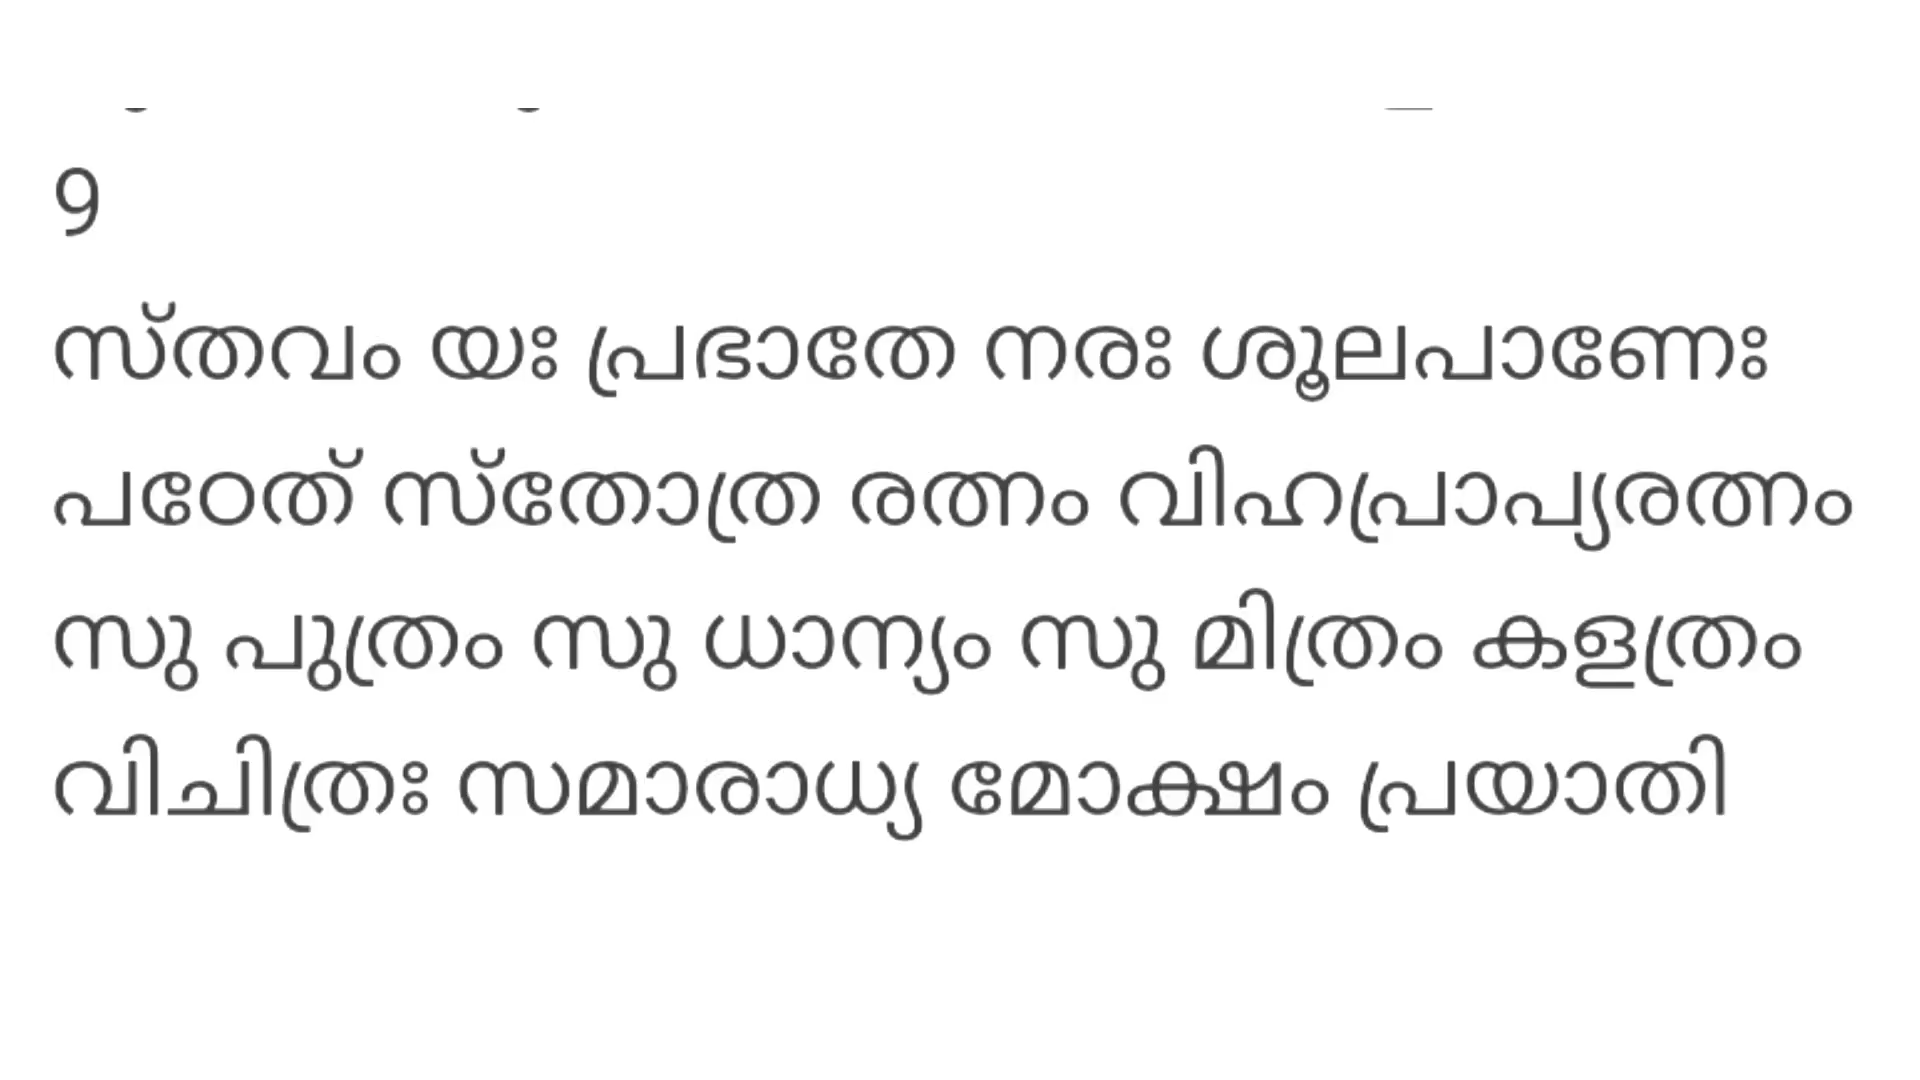 9
സ്തവം യഃ പ്രഭാതേ നരഃ ശൂലപാണേഃ
പഠേത് സ്തോത്ര രത്നം വിഹപ്രാപ്യരത്നം
സു പുത്രം സു ധാന്യം സു മിത്രം കളത്രം
വിചിത്രഃ സമാരാധ്യ മോക്ഷം പ്രയാതി